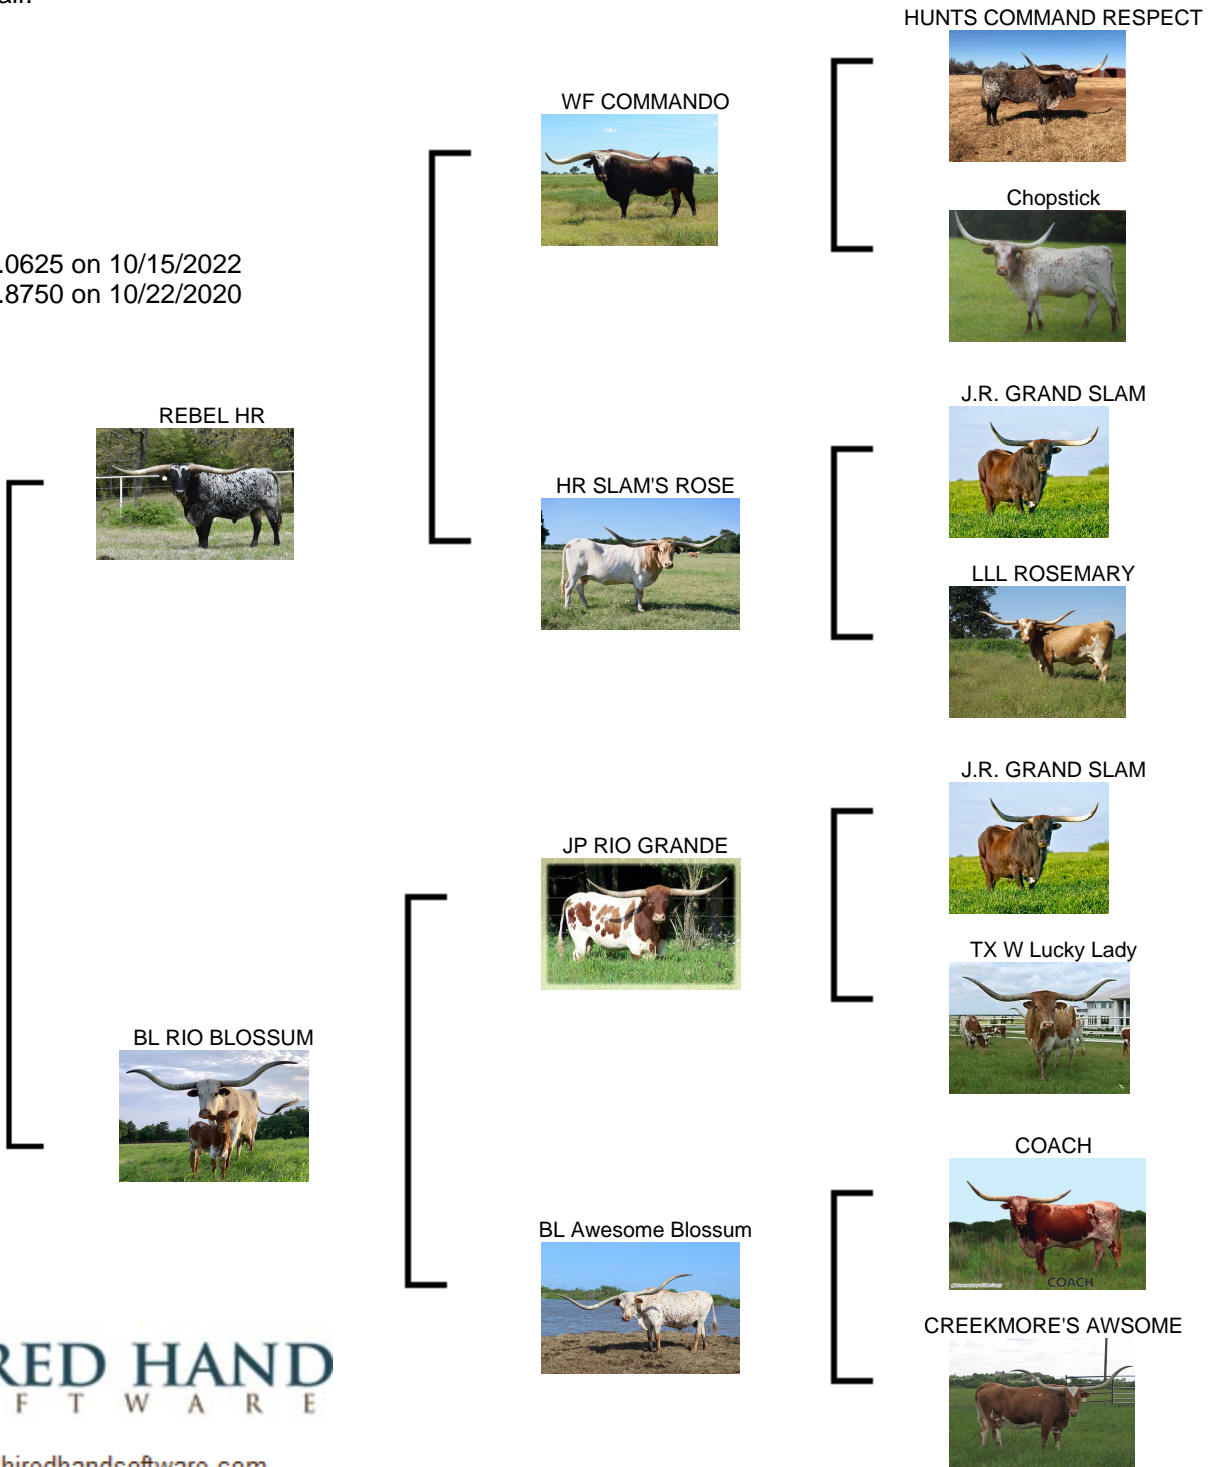 HUNTS COMMAND RESPECT
WF COMMANDO
Chopstick
.0625 on 10/15/2022
.8750 on 10/22/2020
J.R. GRAND SLAM
REBEL HR
HR SLAM'S ROSE
LLL ROSEMARY
J.R. GRAND SLAM
JP RIO GRANDE
TX W Lucky Lady
BL RIO BLOSSUM
COACH
BL Awesome Blossum
COACH
CREEKMORE'S AWSOME
RED HAND
F T W A R E
hiredhandsoftware.com